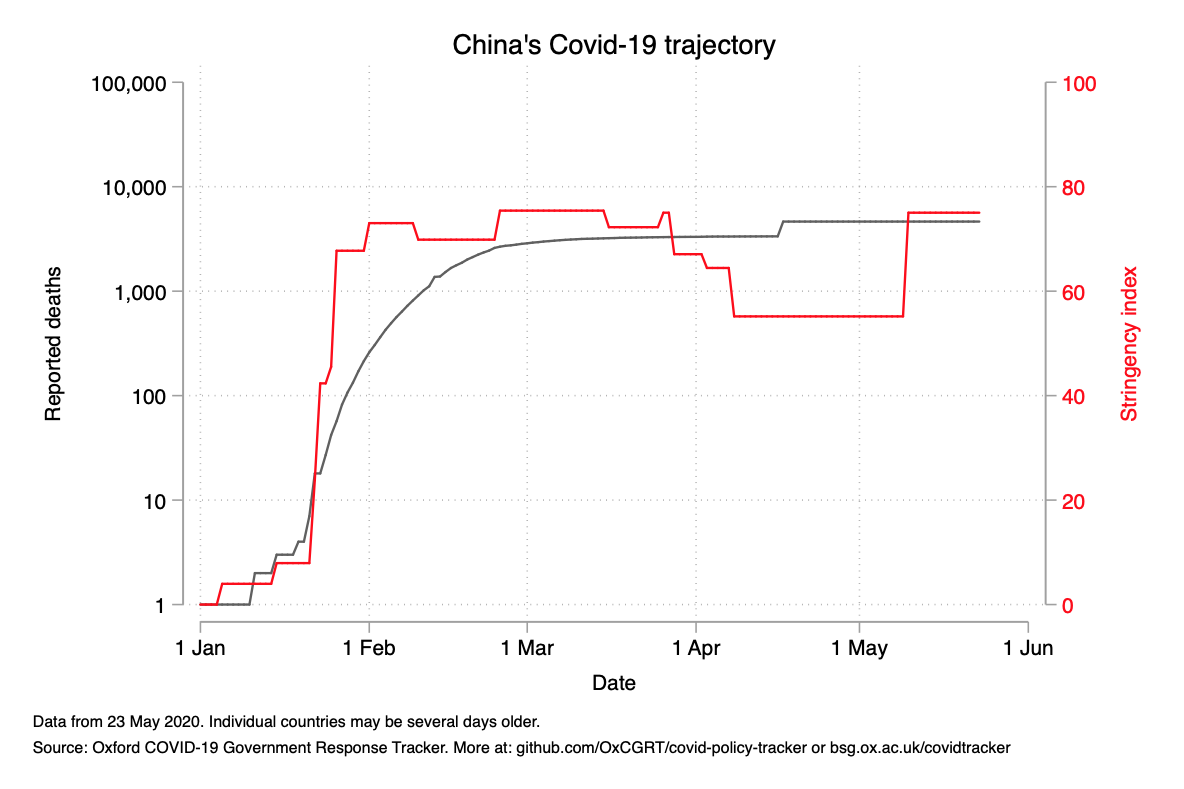 China's Covid-19 trajectory
100,000
10,000
1,000
100
10
1
Reported deaths
100
80
60
40
20
0
Stringency index
1 Jan
1 Feb
1 Mar
1 Apr
1 May
1 Jun
Date
Data from 23 May 2020. Individual countries may be several days older.
Source: Oxford COVID-19 Government Response Tracker. More at: github.com/OxCGRT/covid-policy-tracker or bsg.ox.ac.uk/covidtracker